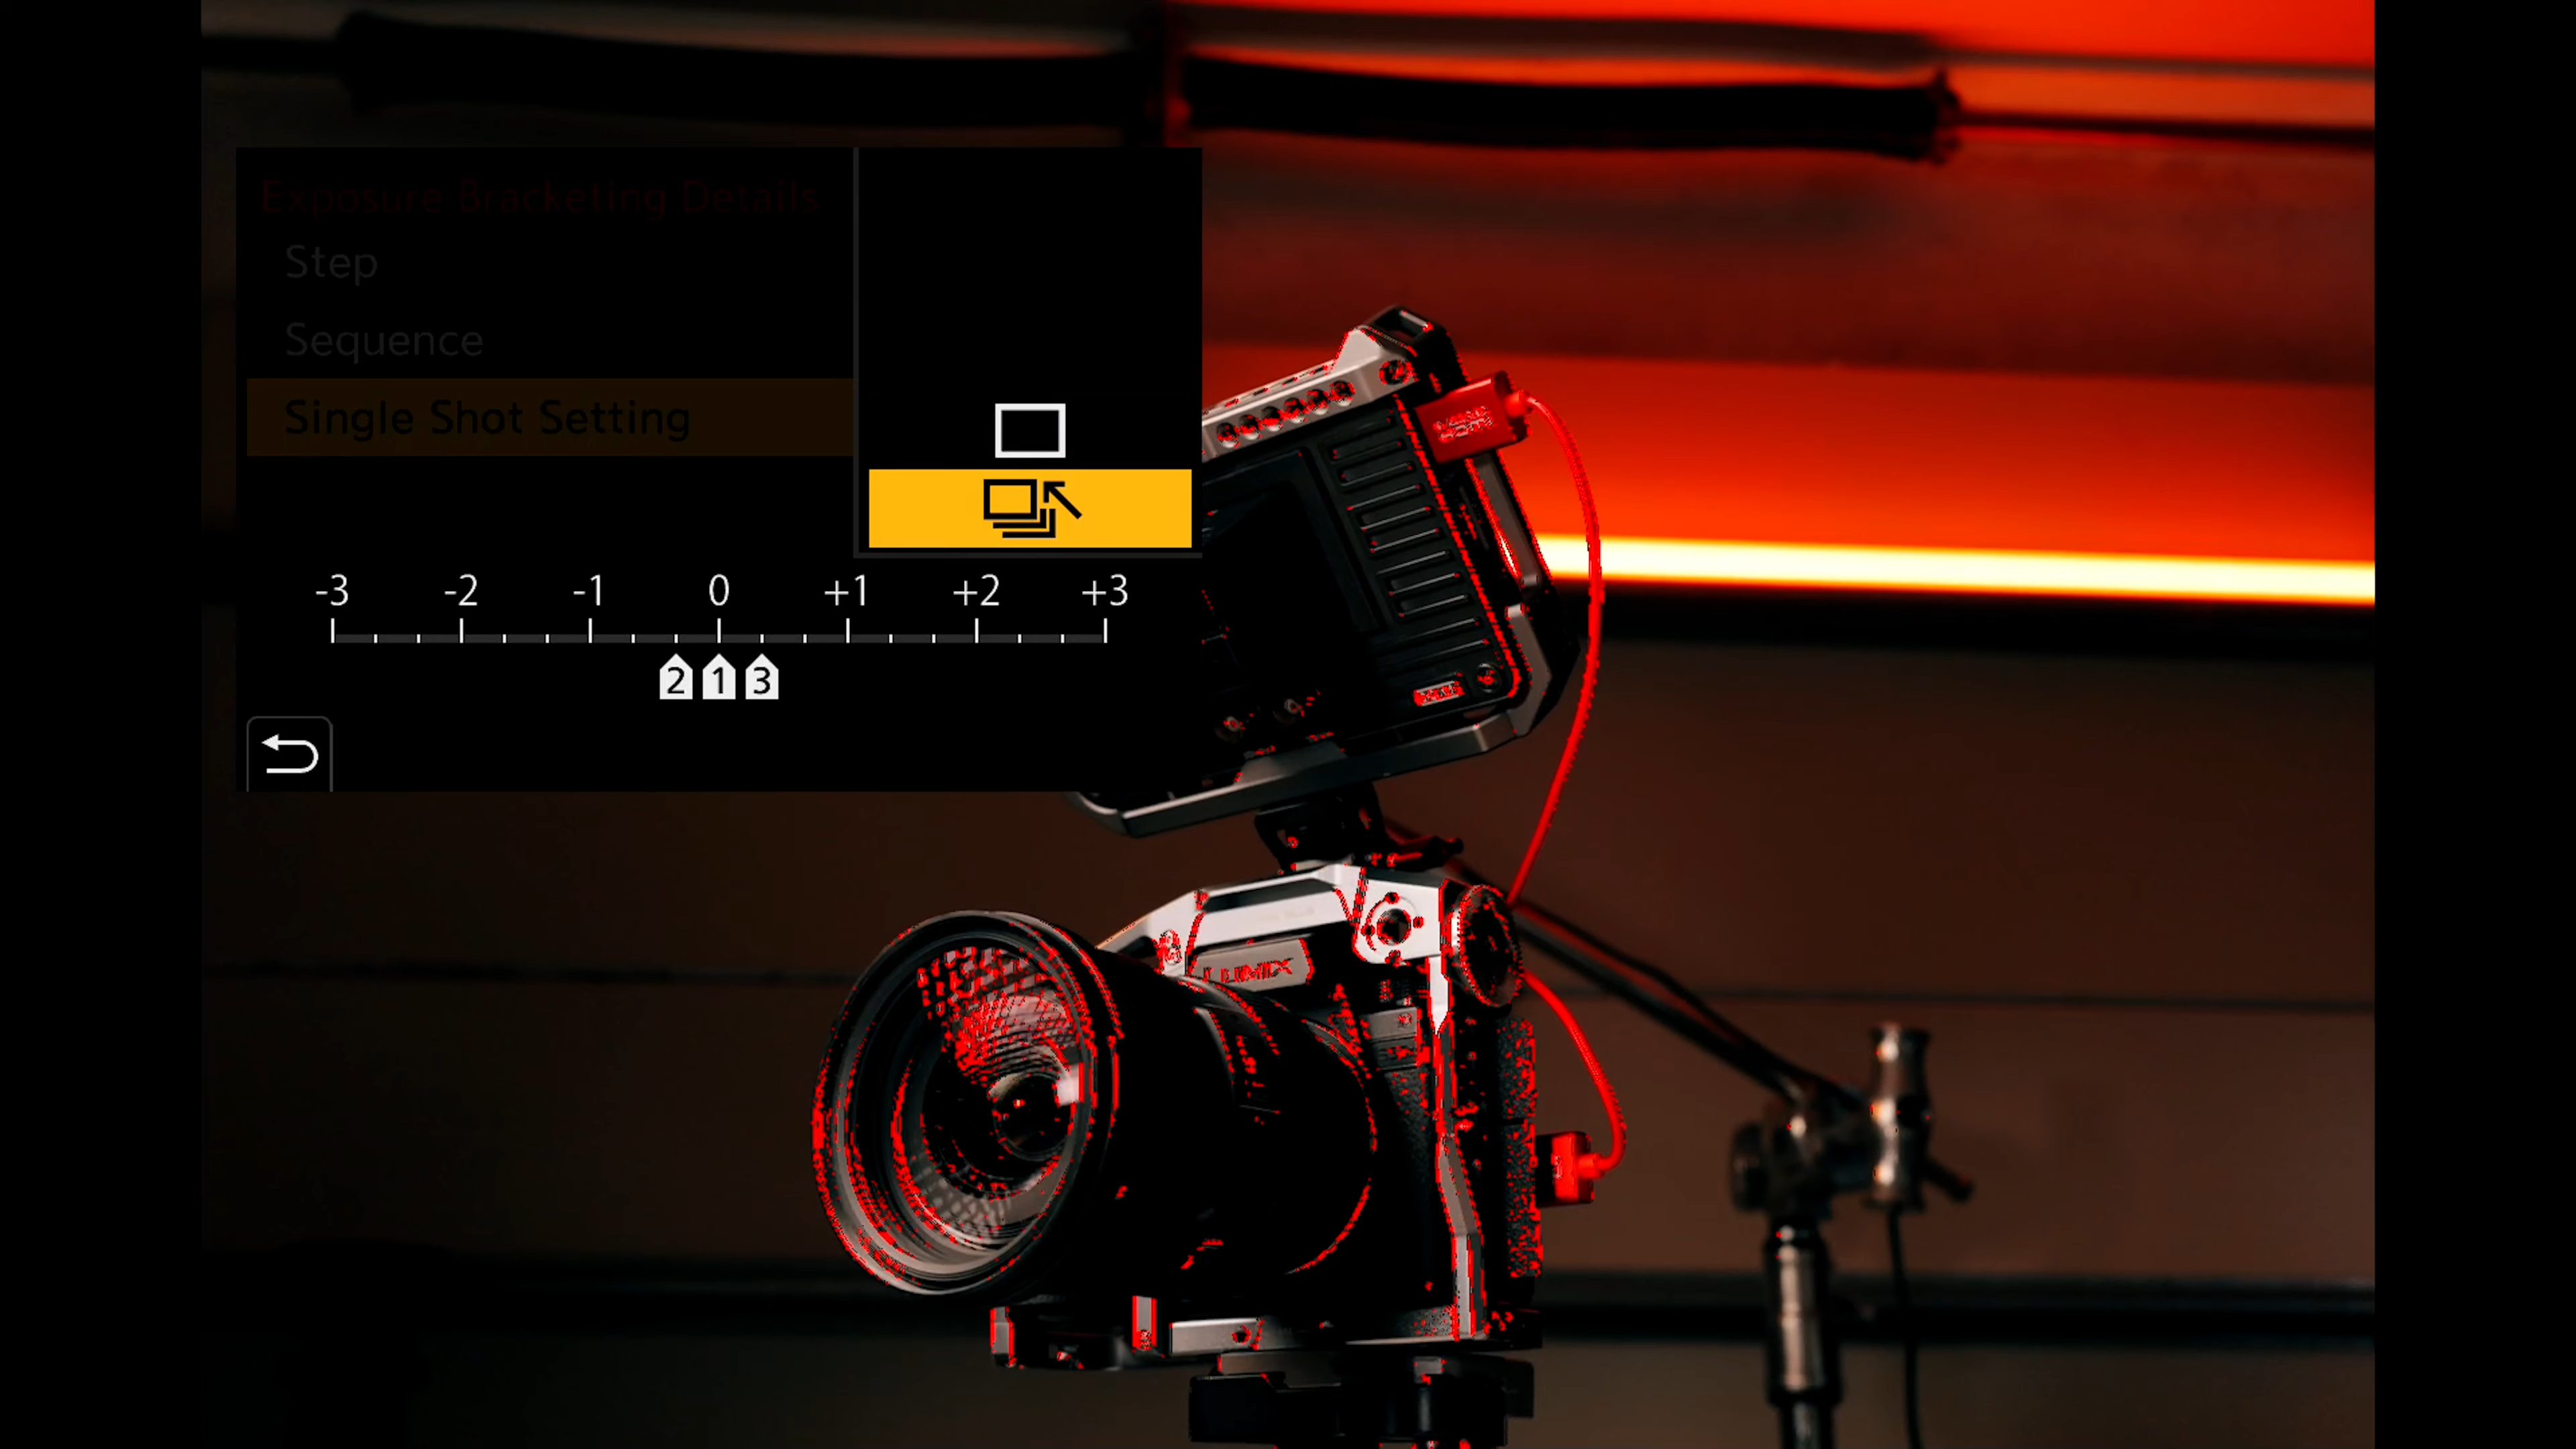 Exposure Bracketing Details
Step
Sequence
Single Shot Setting
-3 -2 -1 0 +1 +2 +3
2 1 3
LUMIX